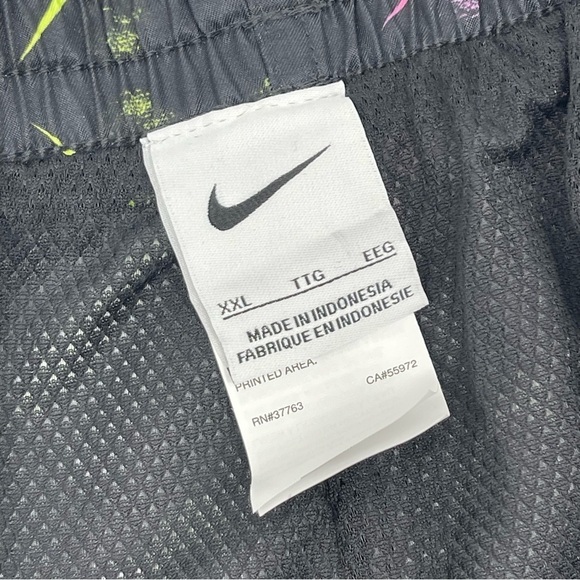 XXL TTG EEG
MADE IN INDONESIA
FABRIQUE EN INDONESIE
PRINTED AREA.
RN#37763 CA#55972